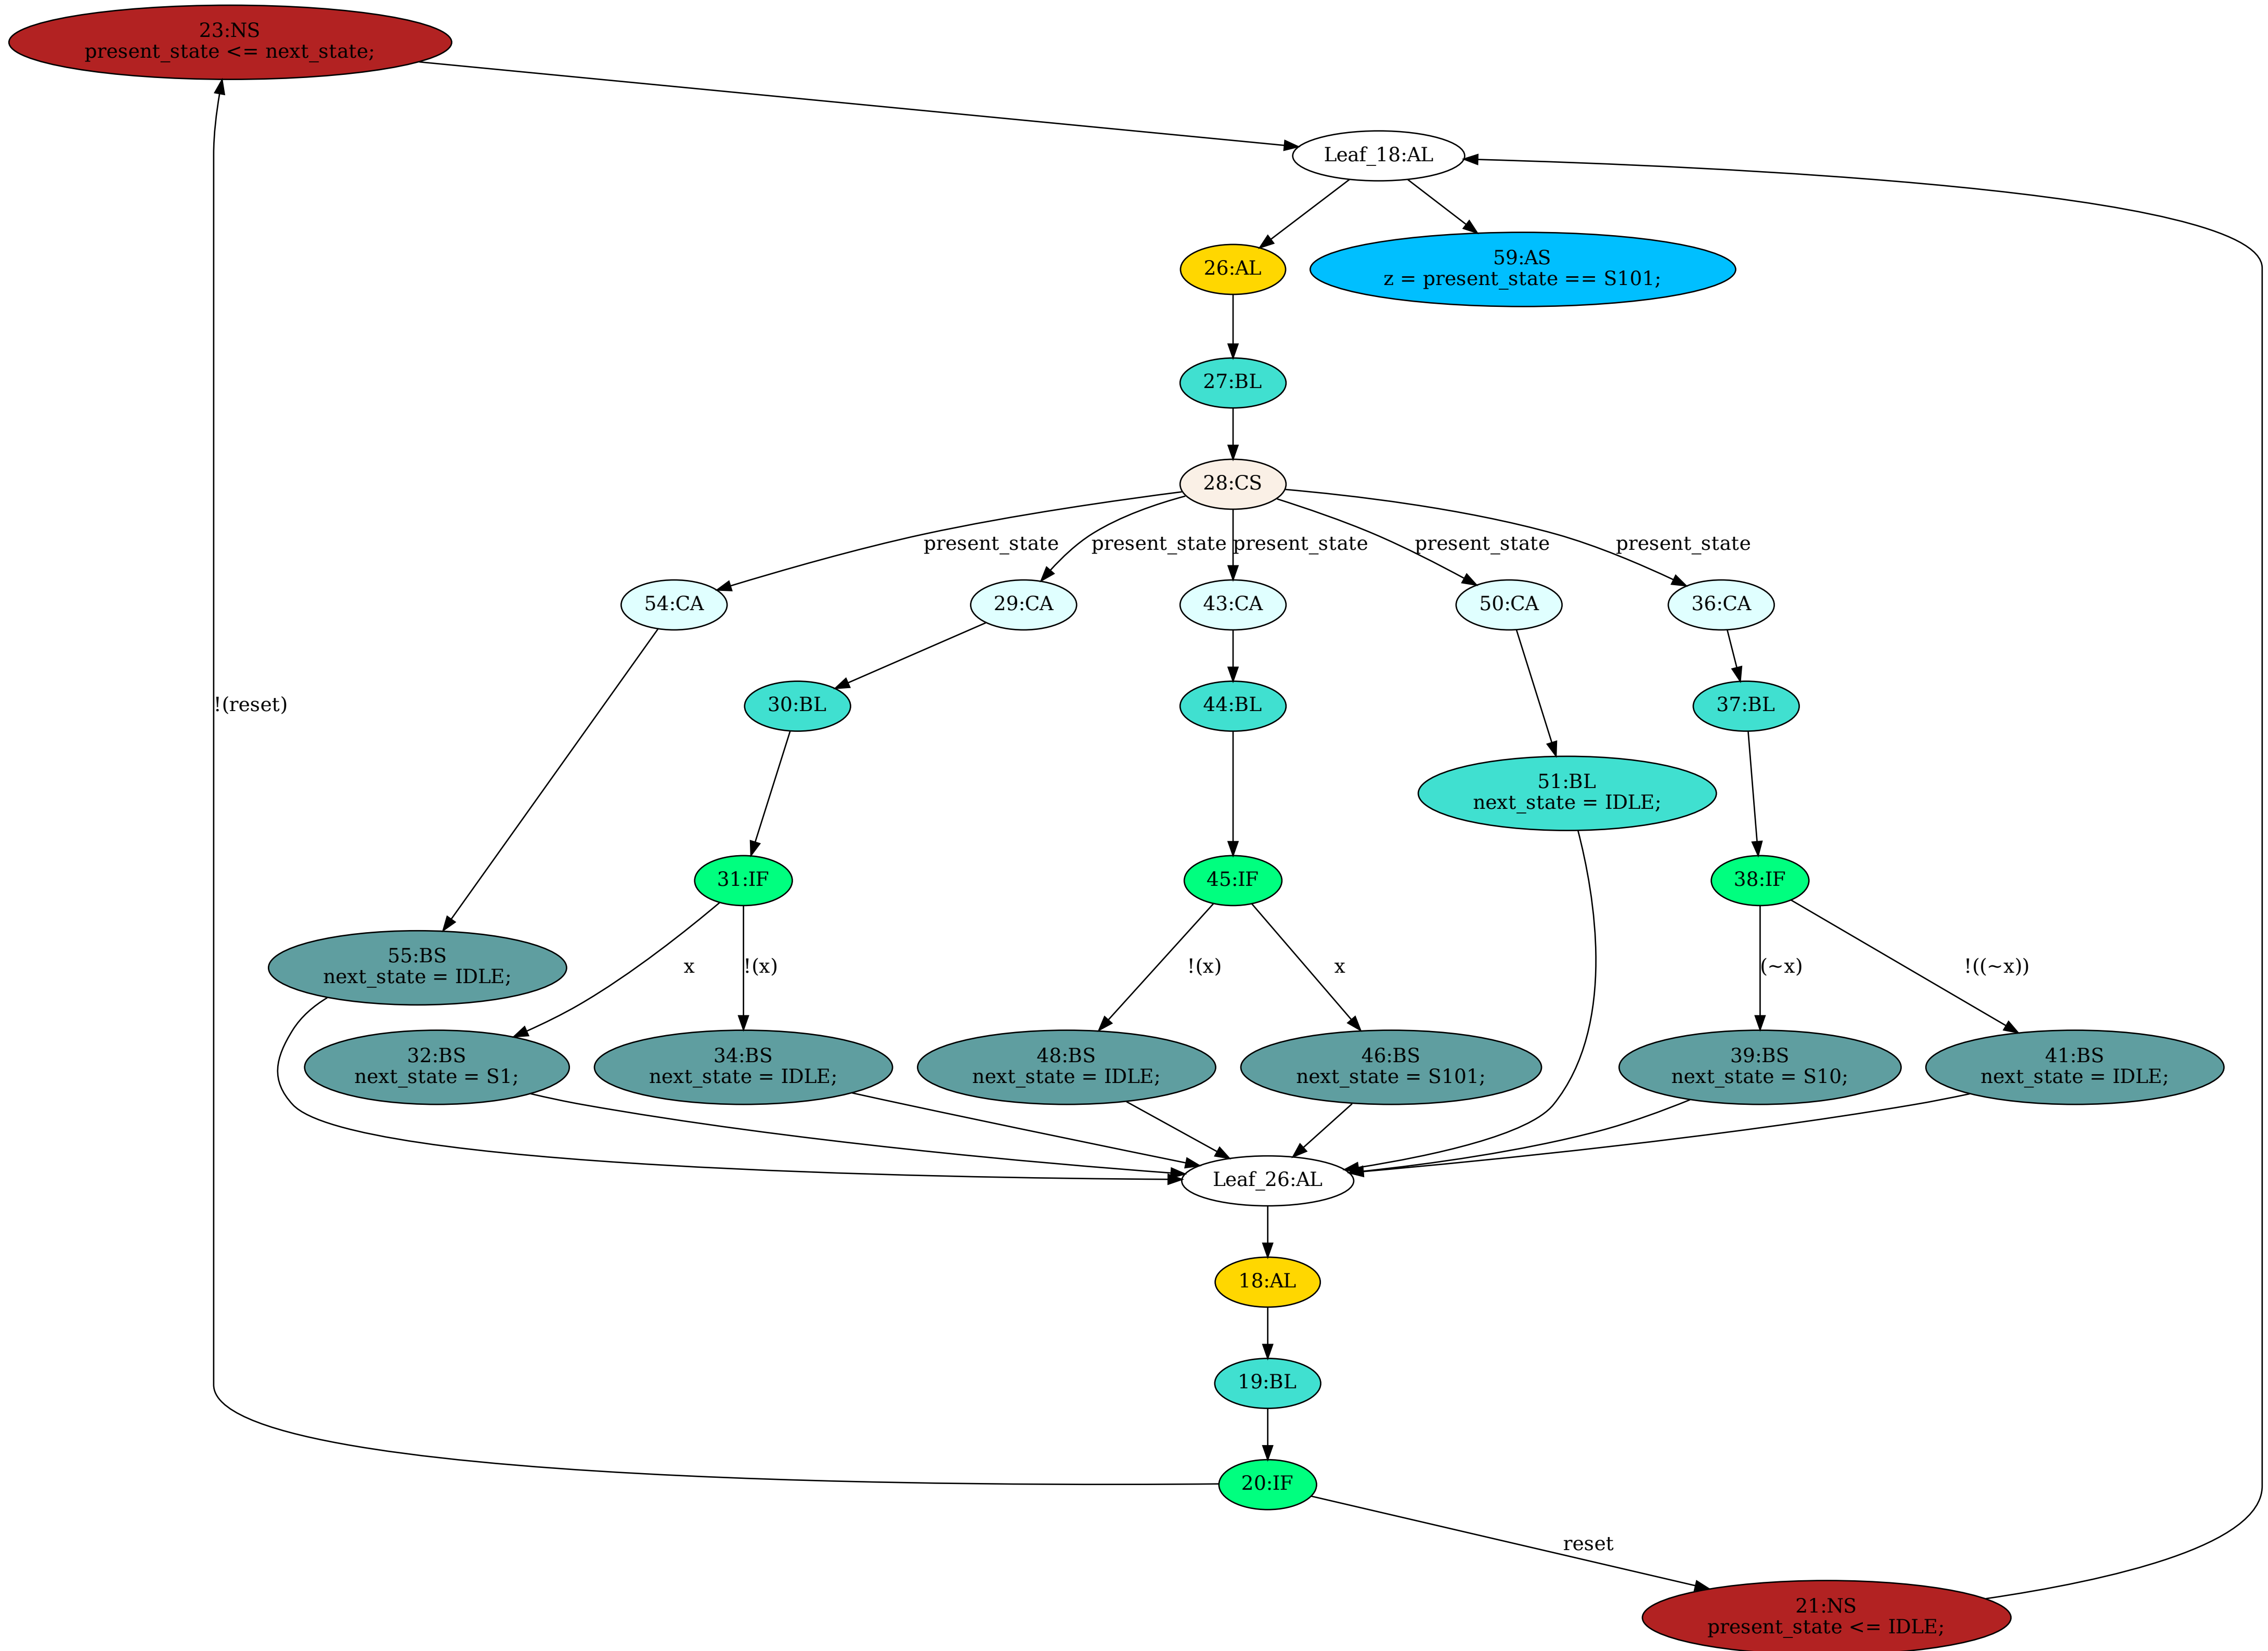 23:NS
present_state <= next_state;
Leaf_18:AL
26:AL
59:AS
z = present_state == S101;
27:BL
28:CS
present_state
present_state
present_state
present_state
present_state
54:CA
29:CA
43:CA
50:CA
36:CA
!(reset)
30:BL
44:BL
37:BL
51:BL
next_state = IDLE;
31:IF
45:IF
38:IF
55:BS
next_state = IDLE;
x
!(x)
!(x)
x
(~x)
!((~x))
32:BS
next_state = S1;
34:BS
next_state = IDLE;
48:BS
next_state = IDLE;
46:BS
next_state = S101;
39:BS
next_state = S10;
41:BS
next_state = IDLE;
Leaf_26:AL
18:AL
19:BL
20:IF
reset
21:NS
present_state <= IDLE;